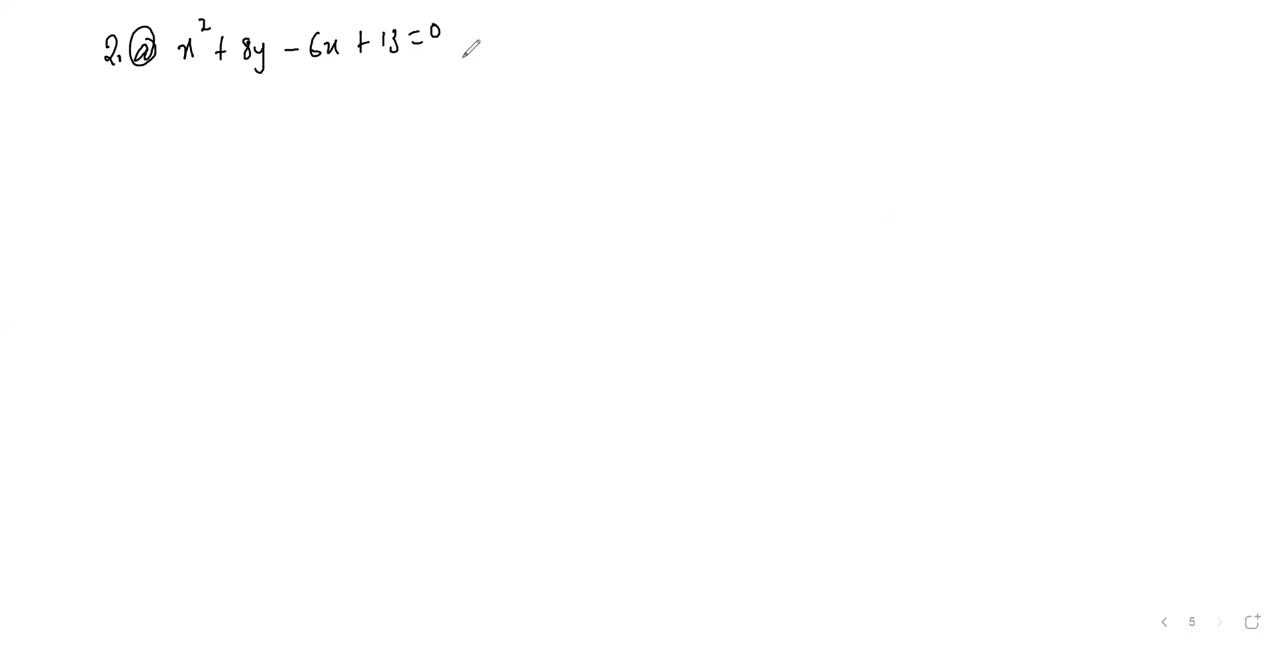 2. ⓐ x² + 8y - 6x + 13 = 0
5